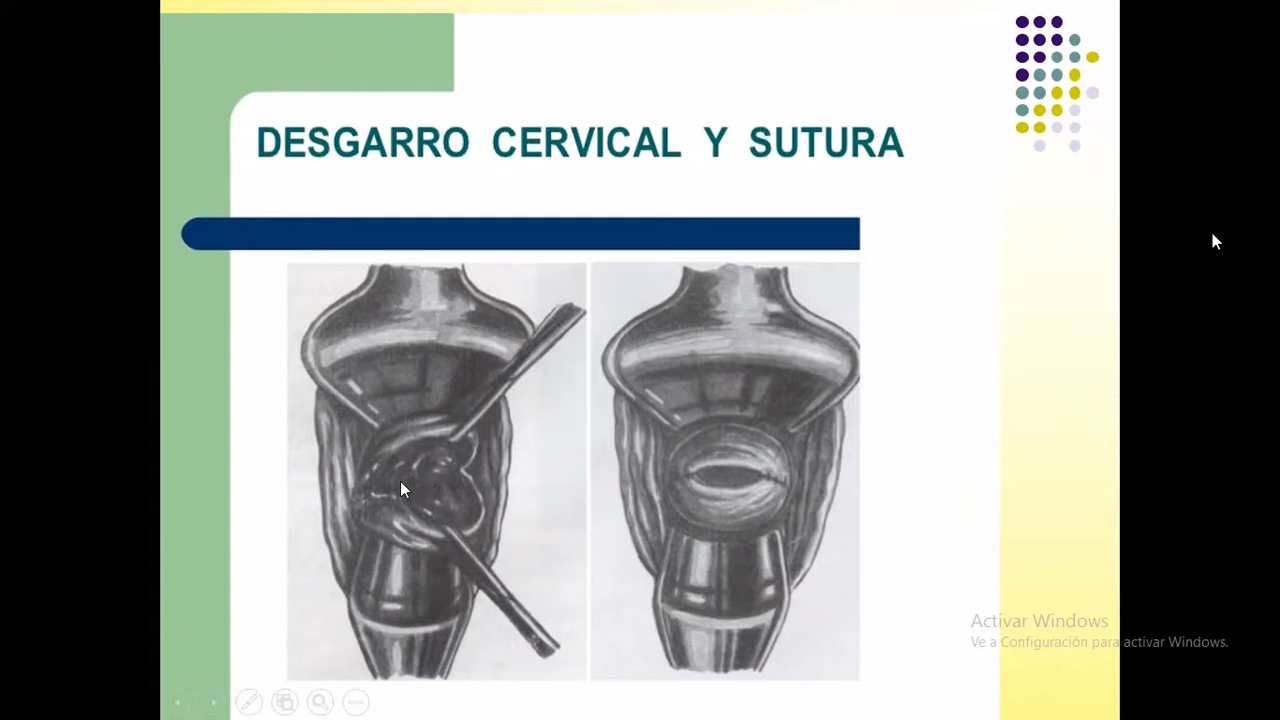 DESGARRO CERVICAL Y SUTURA
Activar Windows
Ve a Configuración para activar Windows.